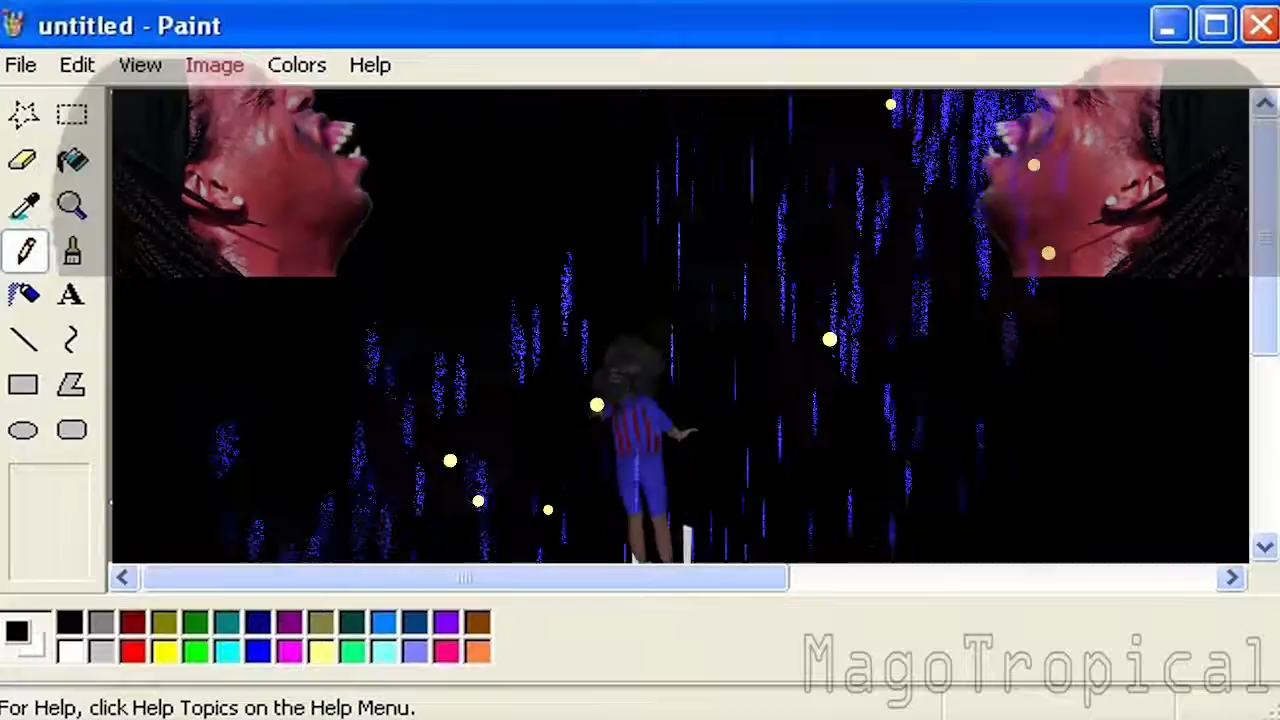 untitled - Paint
File Edit View Image Colors Help
A
MagoTropical
For Help, click Help Topics on the Help Menu.